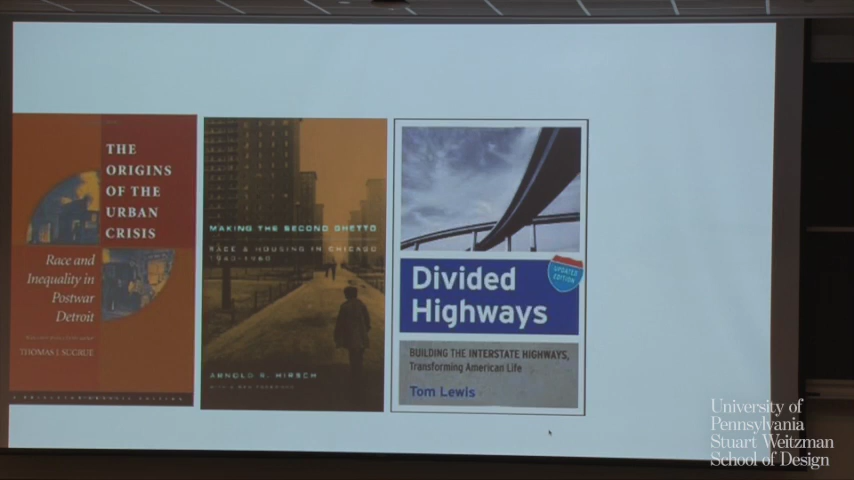 THE
ORIGINS
OF THE
URBAN
CRISIS
Race and
Inequality in
Postwar
Detroit
THOMAS J. SUGRUE
MAKING THE SECOND GHETTO
RACE & HOUSING IN CHICAGO
1940–1960
ARNOLD R. HIRSCH
Divided
Highways
UPDATED
EDITION
BUILDING THE INTERSTATE HIGHWAYS,
Transforming American Life
Tom Lewis
University of
Pennsylvania
Stuart Weitzman
School of Design